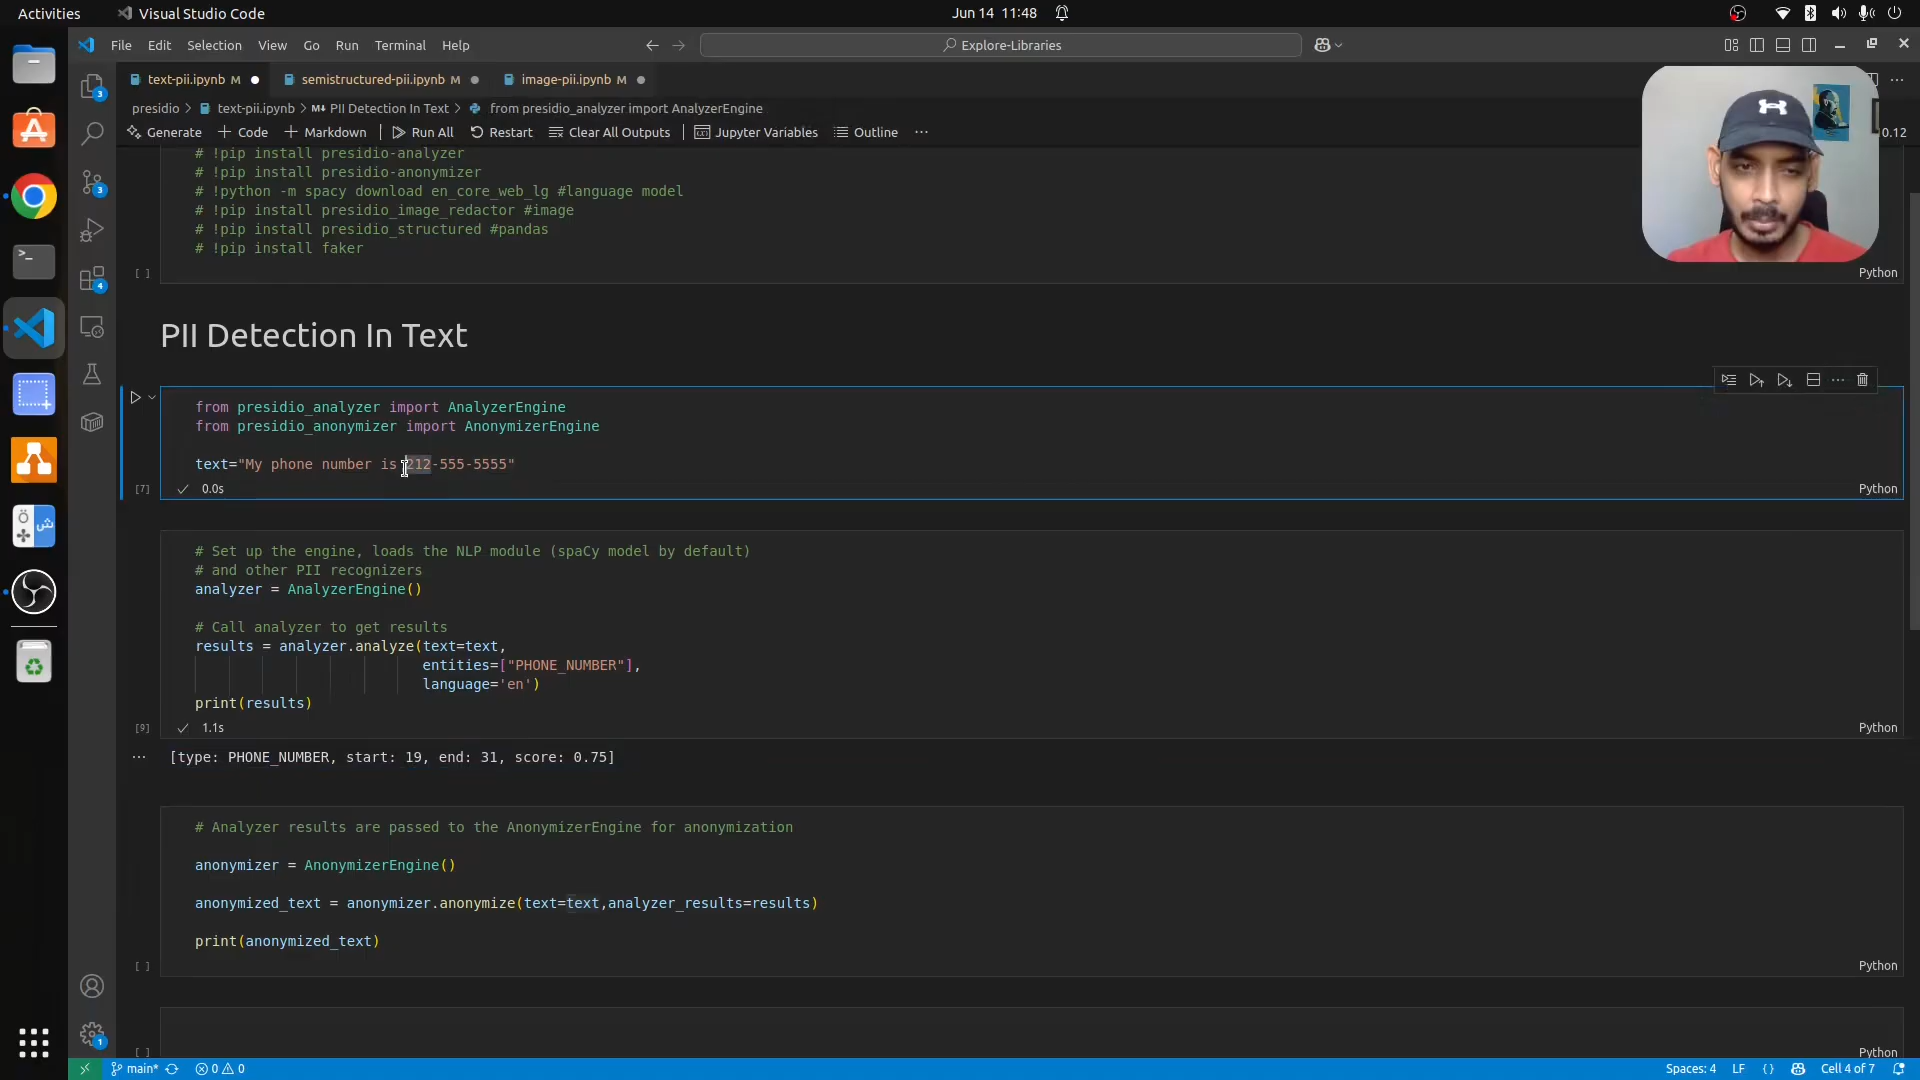 Activities
Visual Studio Code
Jun 14 11:48
File Edit Selection View Go Run Terminal Help
Explore-Libraries
text-pii.ipynb M
semistructured-pii.ipynb M
image-pii.ipynb M
presidio > text-pii.ipynb > M↓ PII Detection In Text > from presidio_analyzer import AnalyzerEngine
Generate + Code + Markdown Run All Restart Clear All Outputs Jupyter Variables Outline ...
0.12
# !pip install presidio-analyzer
# !pip install presidio-anonymizer
# !python -m spacy download en_core_web_lg #language model
# !pip install presidio_image_redactor #image
# !pip install presidio_structured #pandas
# !pip install faker
[ ]
Python
PII Detection In Text
from presidio_analyzer import AnalyzerEngine
from presidio_anonymizer import AnonymizerEngine
text="My phone number is 212-555-5555"
[7] 0.0s
Python
# Set up the engine, loads the NLP module (spaCy model by default)
# and other PII recognizers
analyzer = AnalyzerEngine()
# Call analyzer to get results
results = analyzer.analyze(text=text,
entities=["PHONE_NUMBER"],
language='en')
print(results)
[9] 1.1s
Python
... [type: PHONE_NUMBER, start: 19, end: 31, score: 0.75]
# Analyzer results are passed to the AnonymizerEngine for anonymization
anonymizer = AnonymizerEngine()
anonymized_text = anonymizer.anonymize(text=text,analyzer_results=results)
print(anonymized_text)
[ ]
Python
[ ]
Python
3
3
4
1
main* 0 0
Spaces: 4 LF {} Cell 4 of 7